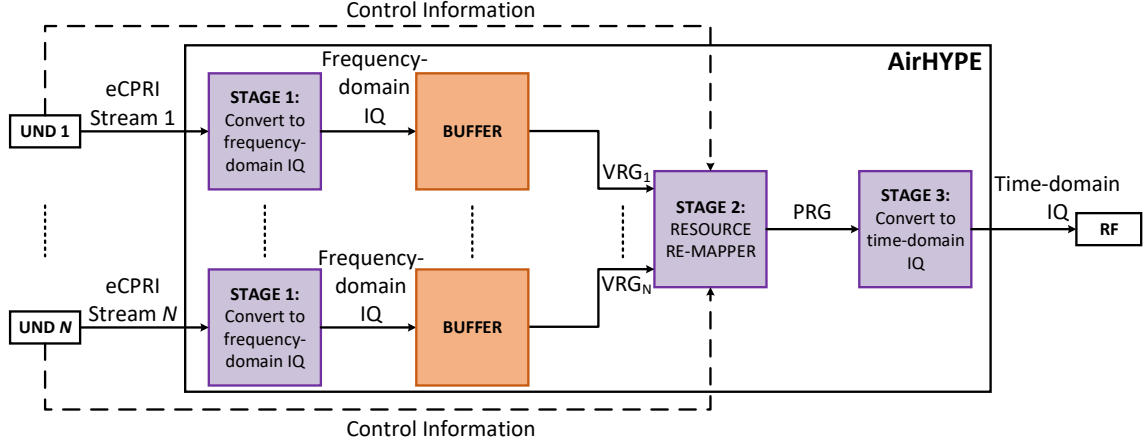 Control Information
AirHYPE
eCPRI
Stream 1
UND 1
STAGE 1:
Convert to
frequency-
domain IQ
Frequency-
domain
IQ
BUFFER
VRG1
STAGE 2:
RESOURCE
RE-MAPPER
PRG
STAGE 3:
Convert to
time-domain
IQ
Time-domain
IQ
RF
eCPRI
Stream N
UND N
STAGE 1:
Convert to
frequency-
domain IQ
Frequency-
domain
IQ
BUFFER
VRGN
Control Information